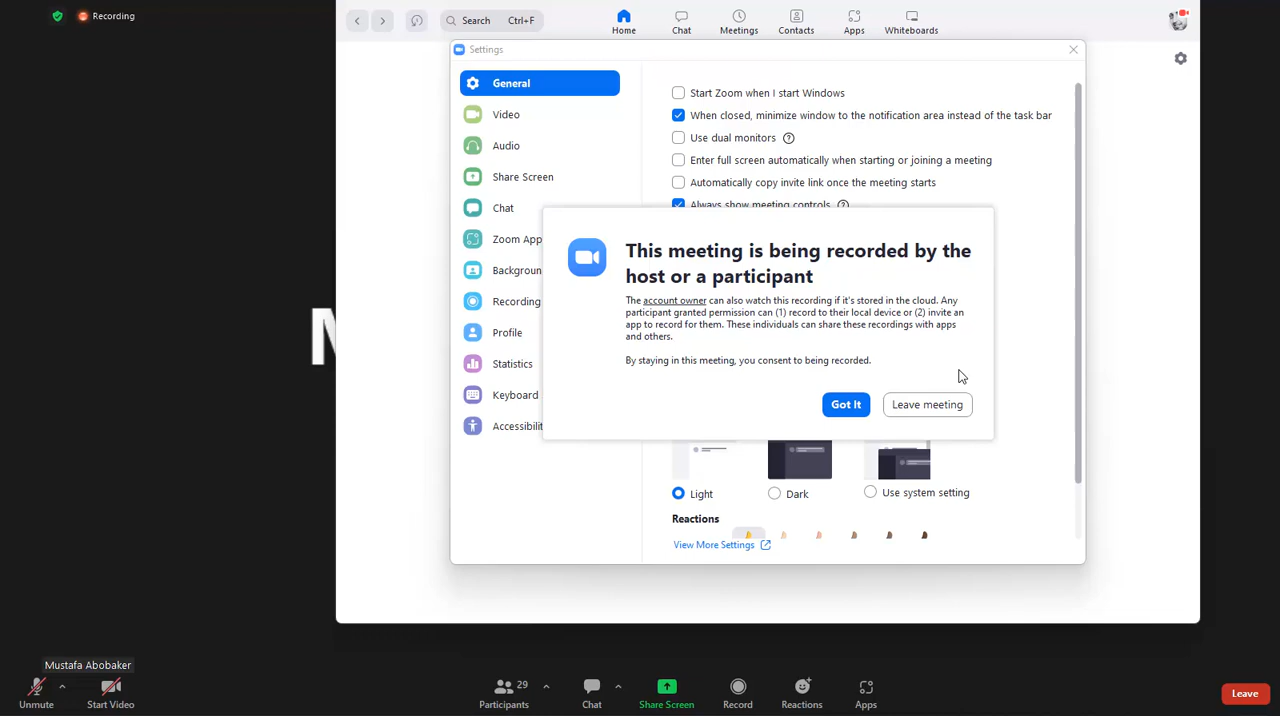 Recording
Search Ctrl+F
Home
Chat
Meetings
Contacts
Apps
Whiteboards
Settings
General
Video
Audio
Share Screen
Chat
Zoom App
Backgroun
Recording
Profile
Statistics
Keyboard
Accessibilit
Start Zoom when I start Windows
When closed, minimize window to the notification area instead of the task bar
Use dual monitors ?
Enter full screen automatically when starting or joining a meeting
Automatically copy invite link once the meeting starts
Always show meeting controls ?
This meeting is being recorded by the
host or a participant
The account owner can also watch this recording if it's stored in the cloud. Any
participant granted permission can (1) record to their local device or (2) invite an
app to record for them. These individuals can share these recordings with apps
and others.
By staying in this meeting, you consent to being recorded.
Got It
Leave meeting
Light
Dark
Use system setting
Reactions
View More Settings
Mustafa Abobaker
Unmute
Start Video
29
Participants
Chat
Share Screen
Record
Reactions
Apps
Leave